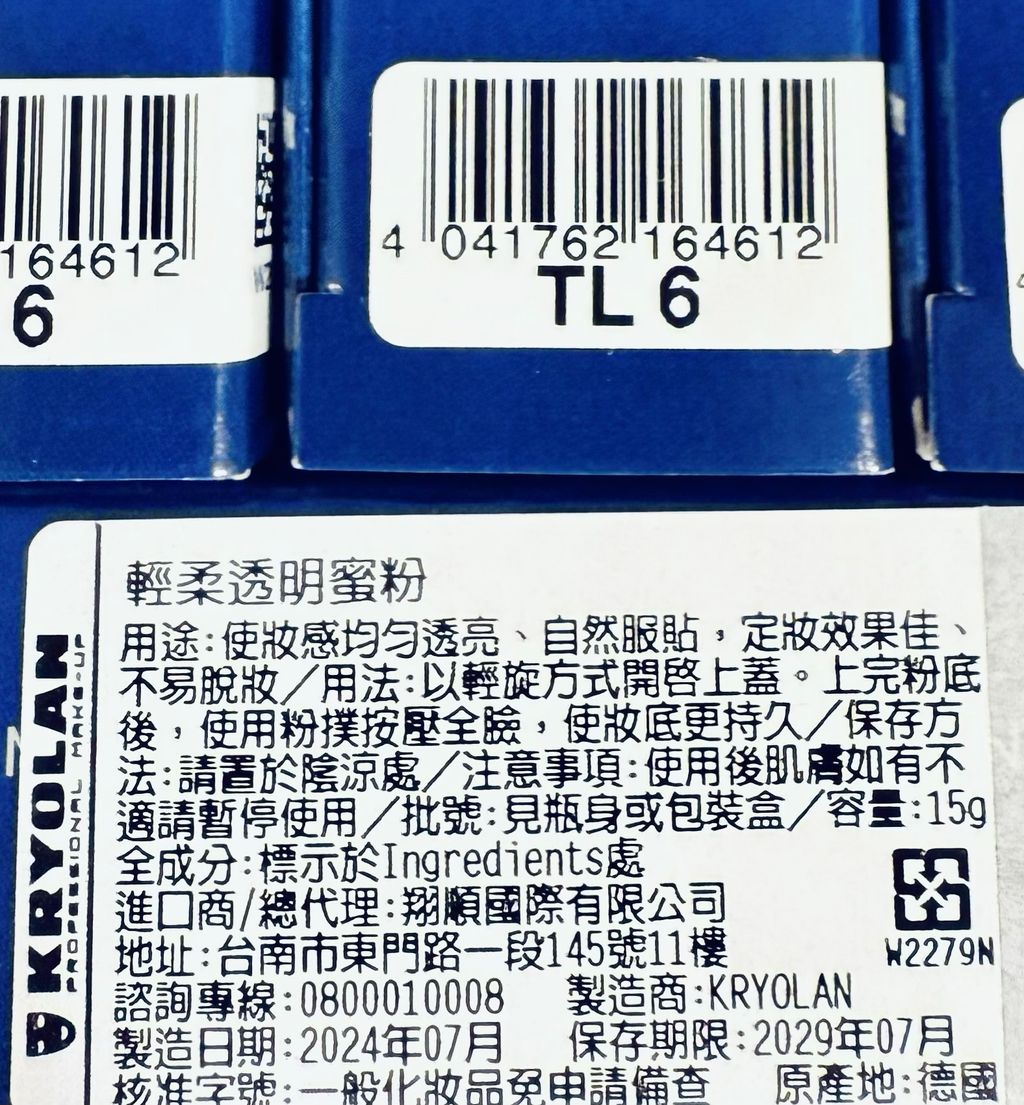 164612
6
4 041762 164612
TL 6
KRYOLAN
PROFESSIONAL MAKE-UP
輕柔透明蜜粉
用途:使妝感均勻透亮、自然服貼，定妝效果佳、
不易脫妝／用法:以輕旋方式開啓上蓋。上完粉底
後，使用粉撲按壓全臉，使妝底更持久／保存方
法:請置於陰涼處／注意事項:使用後肌膚如有不
適請暫停使用／批號:見瓶身或包裝盒／容量:15g
全成分:標示於Ingredients處
進口商/總代理:翔順國際有限公司
地址:台南市東門路一段145號11樓
W2279N
諮詢專線:0800010008 製造商:KRYOLAN
製造日期:2024年07月 保存期限:2029年07月
核准字號:一般化妝品免申請備查 原產地:德國